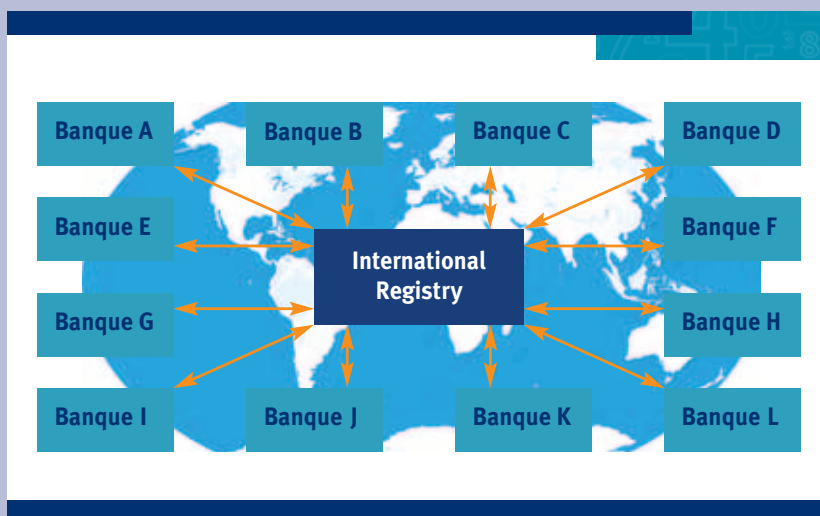 Banque A
Banque B
Banque C
Banque D
Banque E
Banque F
International
Registry
Banque G
Banque H
Banque I
Banque J
Banque K
Banque L